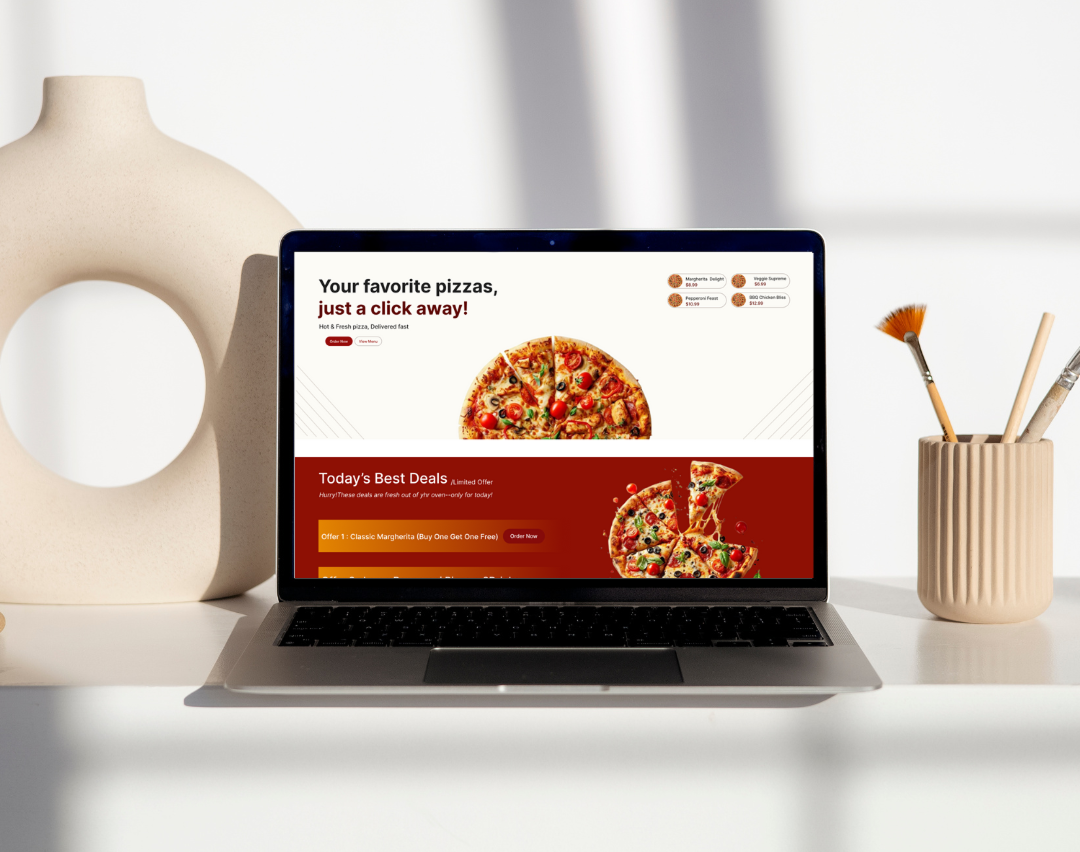 Your favorite pizzas,
just a click away!
Hot & Fresh pizza, Delivered fast
Order Now
View Menu
Margherita Delight
$8.99
Veggie Supreme
$8.99
Pepperoni Feast
$10.99
BBQ Chicken Bliss
$12.99
Today's Best Deals /Limited Offer
Hurry!These deals are fresh out of yhr oven—only for today!
Offer 1 : Classic Margherita (Buy One Get One Free)
Order Now